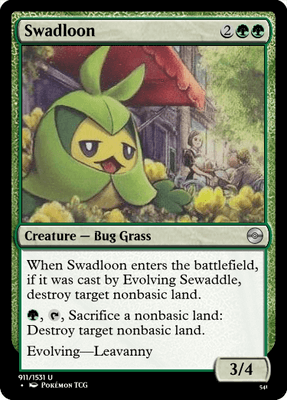 Swadloon 2
Creature — Bug Grass
When Swadloon enters the battlefield,
if it was cast by Evolving Sewaddle,
destroy target nonbasic land.
, , Sacrifice a nonbasic land:
Destroy target nonbasic land.
Evolving—Leavanny
3/4
911/1531 U
• Pokémon TCG